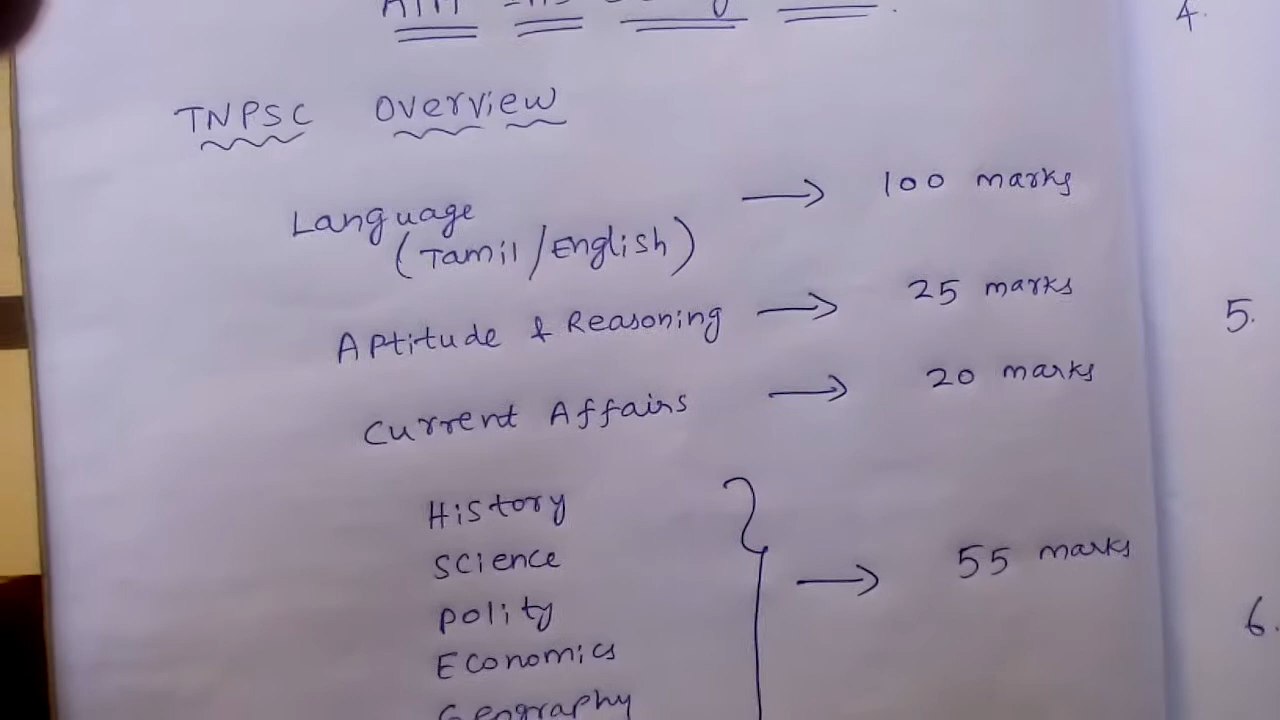 TNPSC Overview
Language → 100 marks
(Tamil/English)
Aptitude & Reasoning → 25 marks
Current Affairs → 20 marks
History
Science
Polity → 55 marks
Economics
Geography
4.
5.
6.